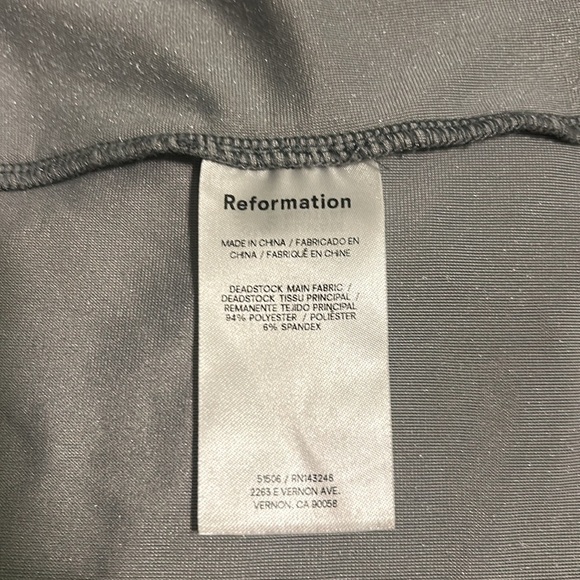 Reformation
MADE IN CHINA / FABRICADO EN
CHINA / FASRIQUÉ EN CHINE
DEADSTOCK MAIN FABRIC /
DEADSTOCK TISSU PRINCIPAL /
REMANENTE TEJIDO PRINCIPAL
94% POLYESTER / POLIÉSTER
6% SPANDEX
51506 / RN143248
2263 E VERNON AVE.
VERNON, CA 90058